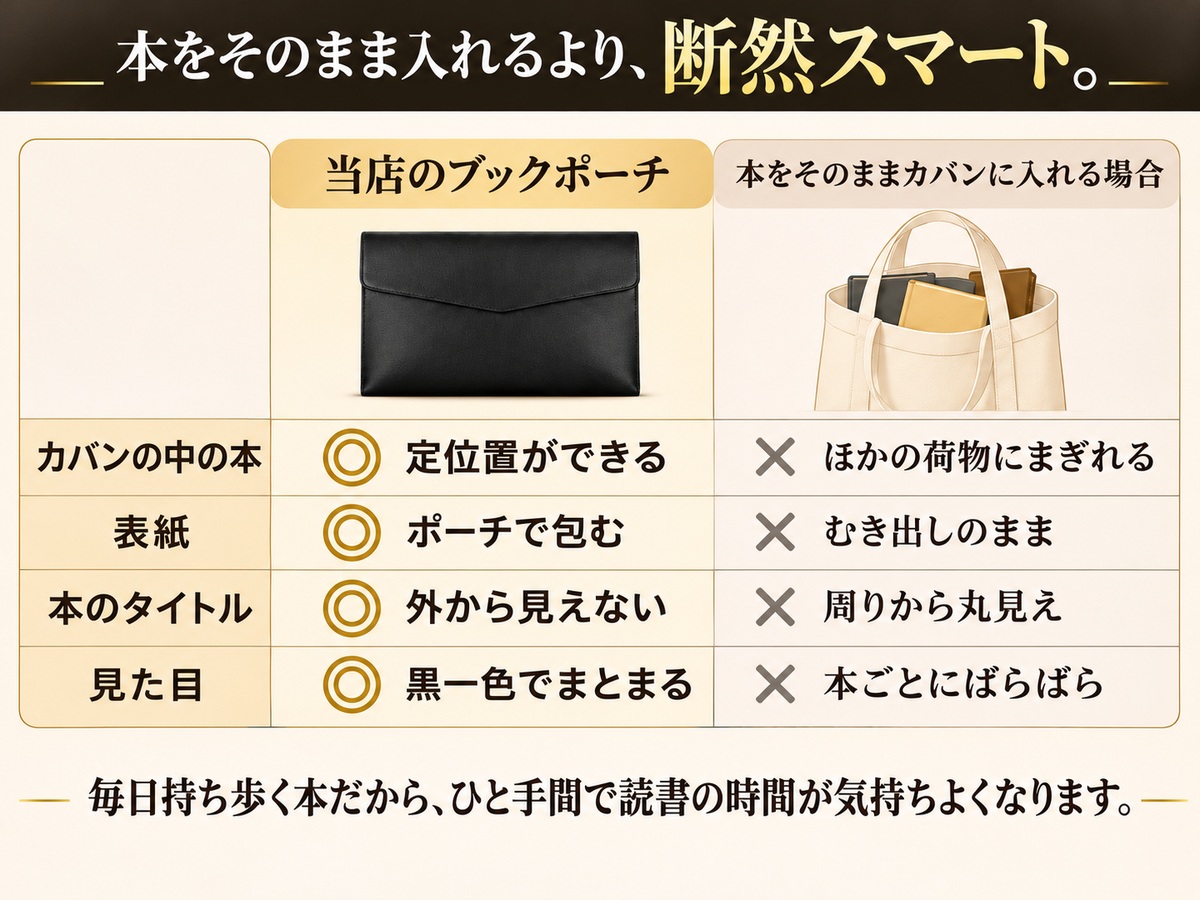 本をそのまま入れるより、断然スマート。
当店のブックポーチ
本をそのままカバンに入れる場合
カバンの中の本
◎ 定位置ができる
× ほかの荷物にまぎれる
表紙
◎ ポーチで包む
× むき出しのまま
本のタイトル
◎ 外から見えない
× 周りから丸見え
見た目
◎ 黒一色でまとまる
× 本ごとにばらばら
毎日持ち歩く本だから、ひと手間で読書の時間が気持ちよくなります。